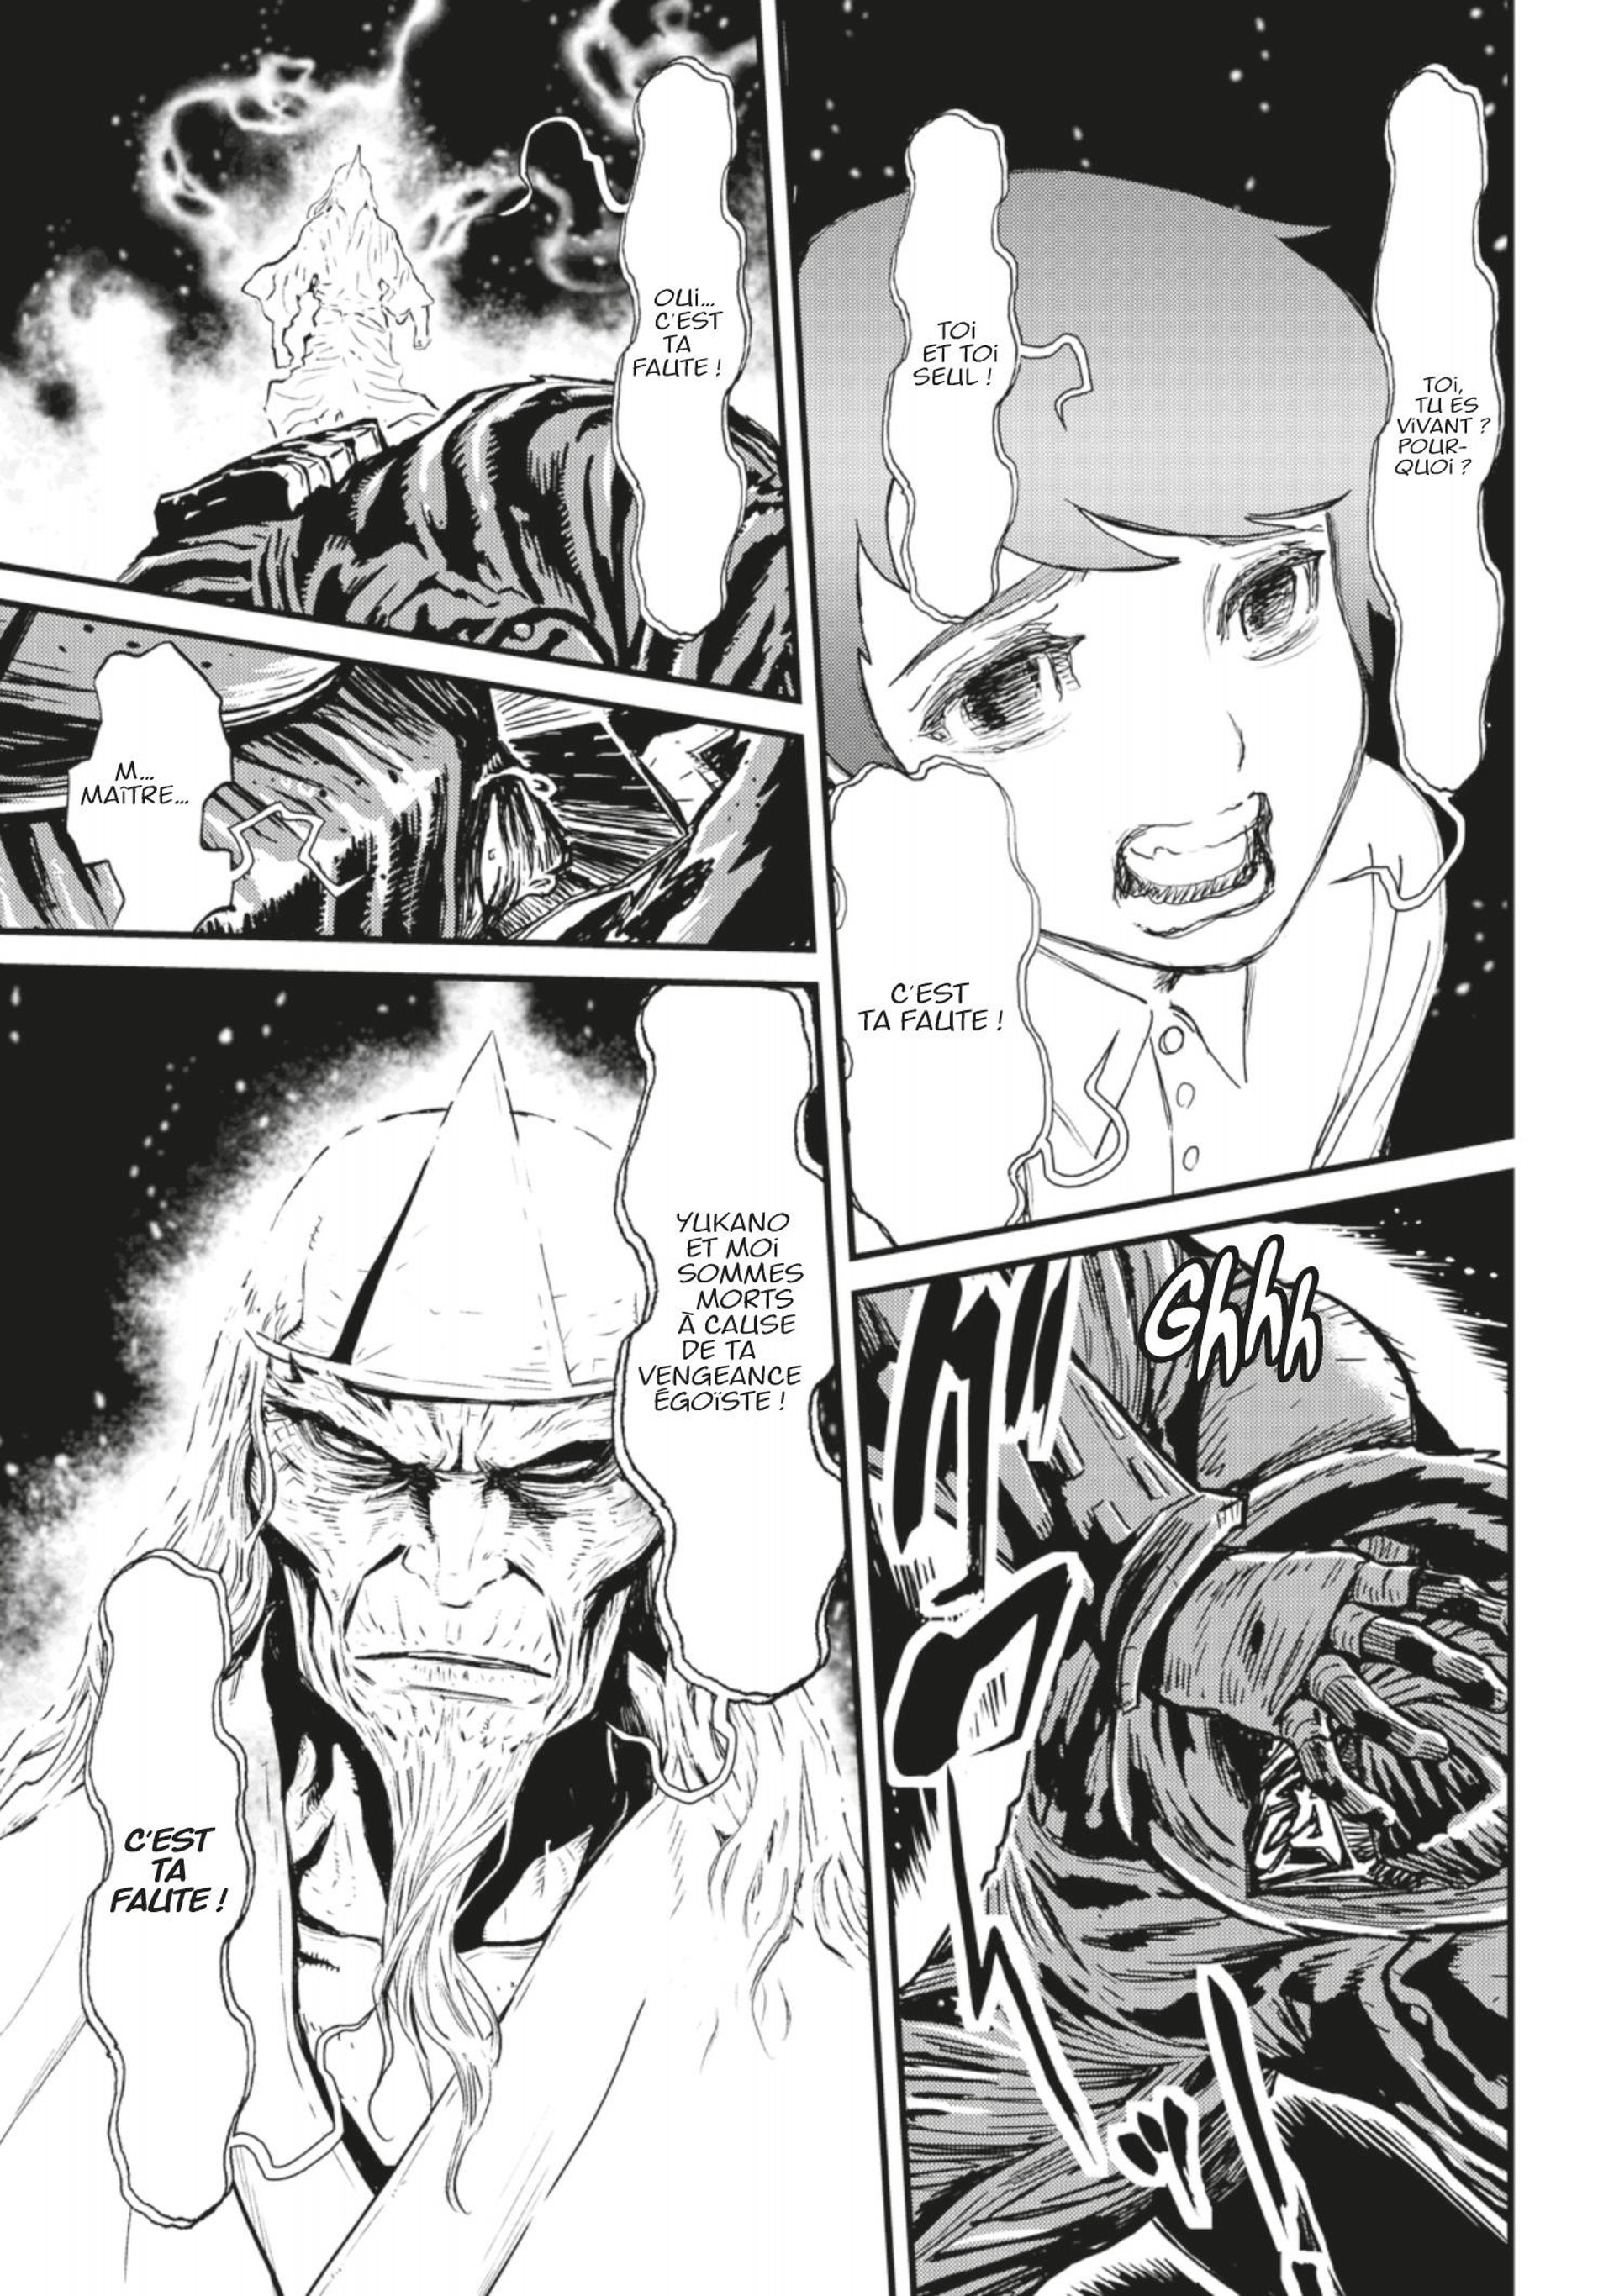 TOi,
TU ES
ViVANT ?
POUR-
QUOi ?
TOi
ET TOi
SEUL !
C'EST
TA FAUTE !
Ghhh
OUi...
C'EST
TA
FAUTE !
M...
MAîTRE...
YUKANO
ET MOi
SOMMES
MORTS
À CAUSE
DE TA
VENGEANCE
ÉGOïSTE !
C'EST
TA
FAUTE !